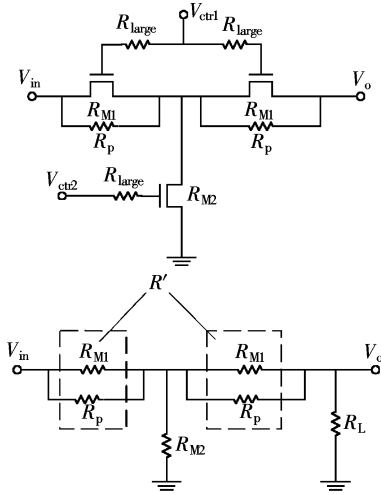 R_large V_ctr1 R_large
V_in V_o
R_M1 R_M1
R_p R_p
V_ctr2 R_large R_M2
R′
V_in R_M1 R_M1 V_o
R_p R_p
R_M2 R_L